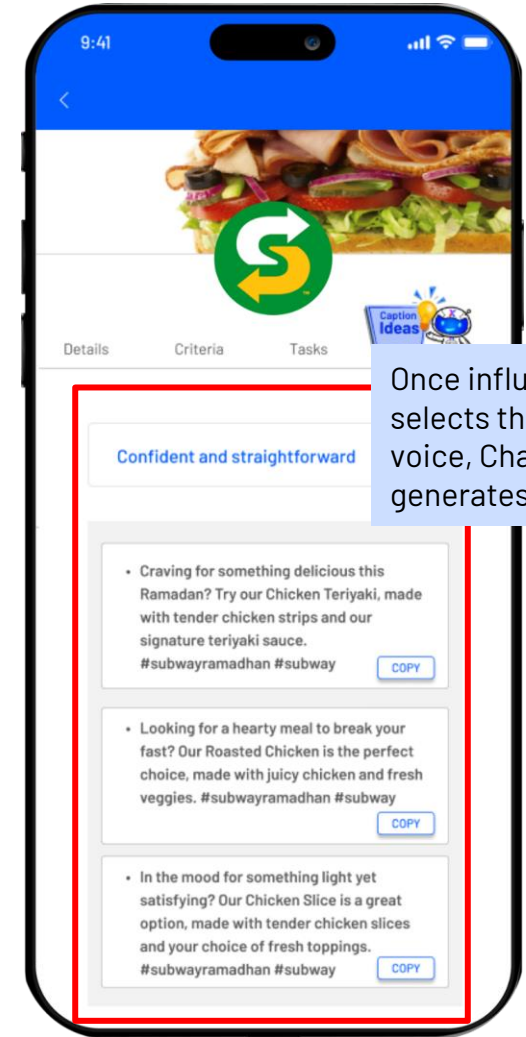 9:41
Caption
Ideas
Details Criteria Tasks
Once influ
selects th
voice, Cha
generates
Confident and straightforward
• Craving for something delicious this
Ramadan? Try our Chicken Teriyaki, made
with tender chicken strips and our
signature teriyaki sauce.
#subwayramadhan #subway
COPY
• Looking for a hearty meal to break your
fast? Our Roasted Chicken is the perfect
choice, made with juicy chicken and fresh
veggies. #subwayramadhan #subway
COPY
• In the mood for something light yet
satisfying? Our Chicken Slice is a great
option, made with tender chicken slices
and your choice of fresh toppings.
#subwayramadhan #subway
COPY